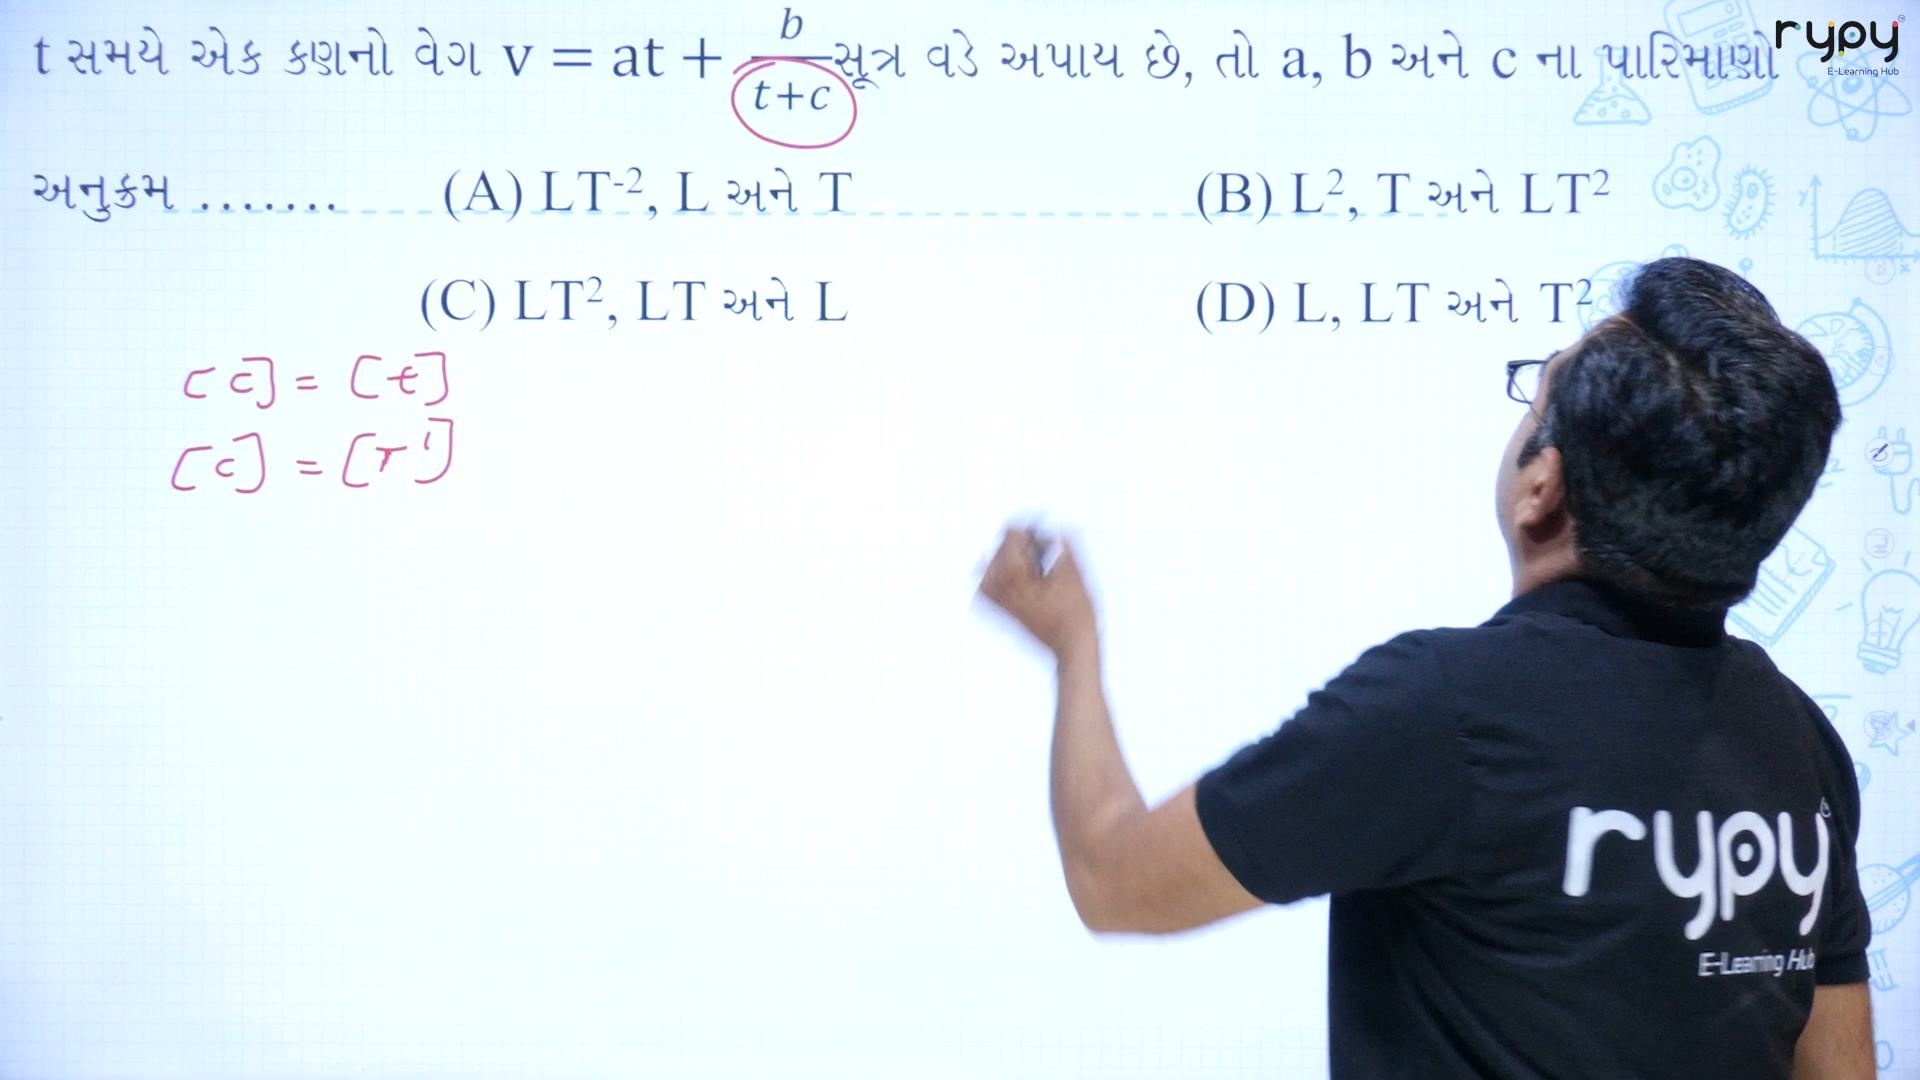 t સમયે એક કણનો વેગ v = at + b/(t+c) સૂત્ર વડે અપાય છે, તો a, b અને c ના પારિમાણો
અનુક્રમ ....... (A) LT⁻², L અને T (B) L², T અને LT²
(C) LT², LT અને L (D) L, LT અને T²
[c] = [t]
[c] = [T¹]
rypy
E-Learning Hub
rypy
E-Learning Hub